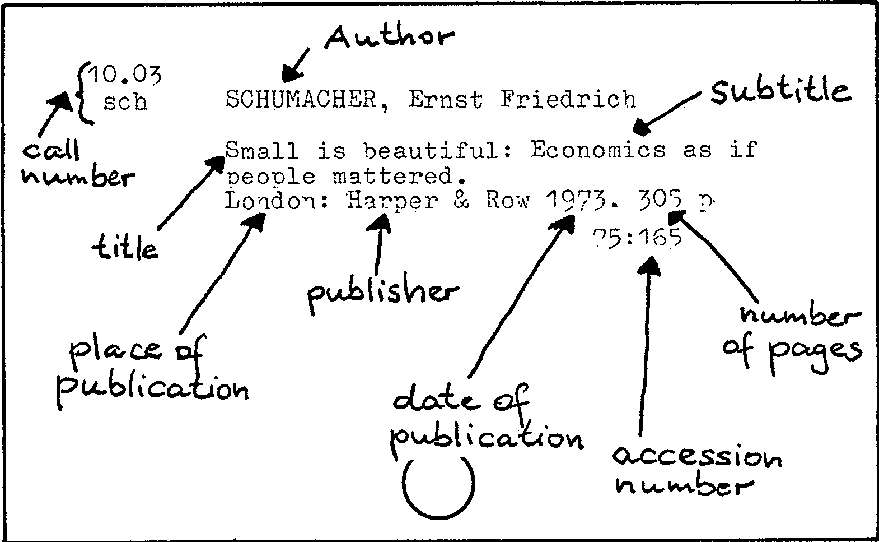 Author
10.03
sch
SCHUMACHER, Ernst Friedrich
Subtitle
call
number
Small is beautiful: Economics as if
people mattered.
London: Harper & Row 1973. 305 p
75:165
title
publisher
number
of pages
place of
publication
date of
publication
accession
number